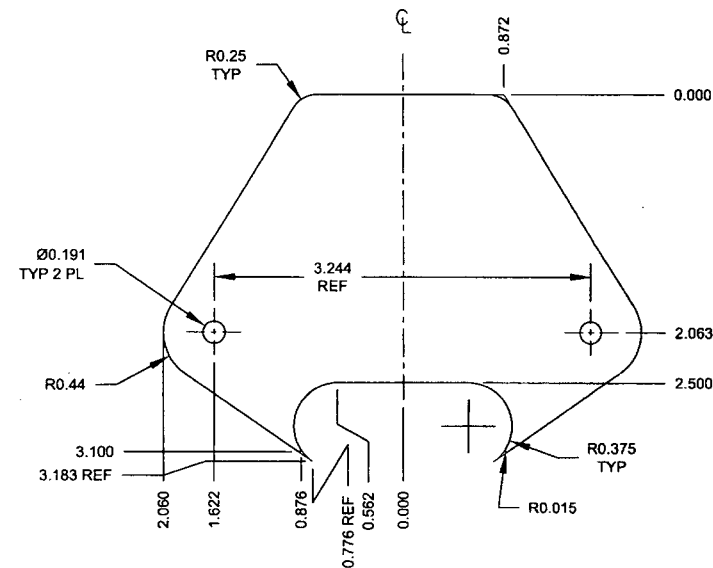 ℄
0.872
R0.25
TYP
0.000
Ø0.191
TYP 2 PL
3.244
REF
2.063
R0.44
2.500
3.100
3.183 REF
R0.375
TYP
R0.015
2.060
1.622
0.876
0.776 REF
0.562
0.000